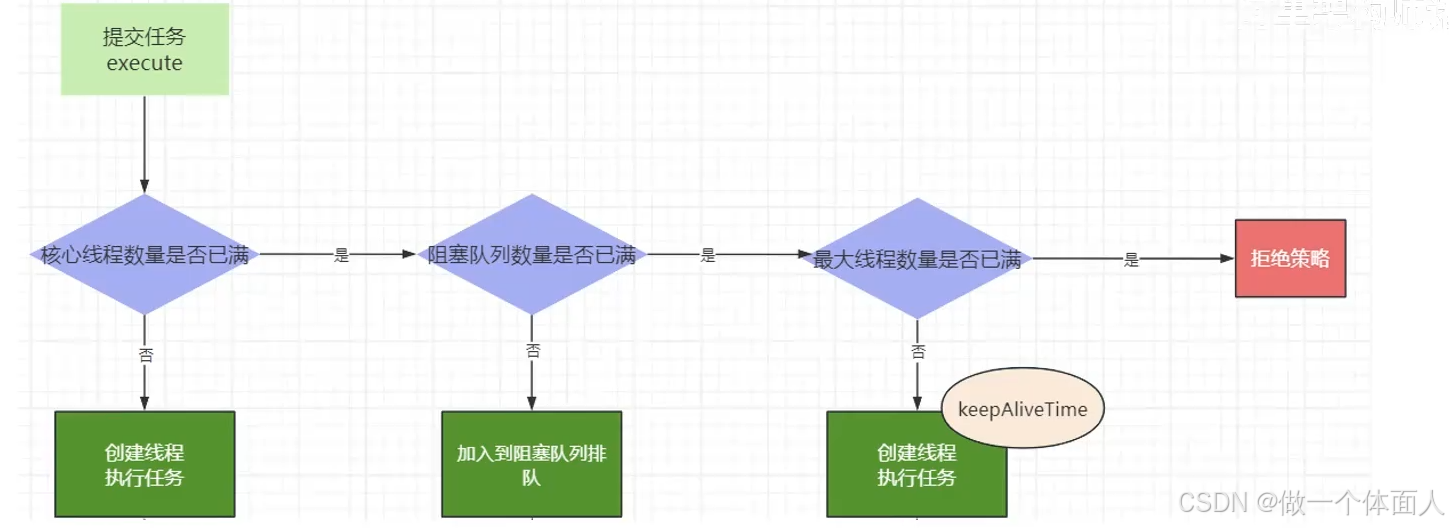 提交任务
execute
核心线程数量是否已满
是
阻塞队列数量是否已满
是
最大线程数量是否已满
是
拒绝策略
否
否
否
创建线程
执行任务
加入到阻塞队列排
队
创建线程
执行任务
keepAliveTime
CSDN @做一个体面人